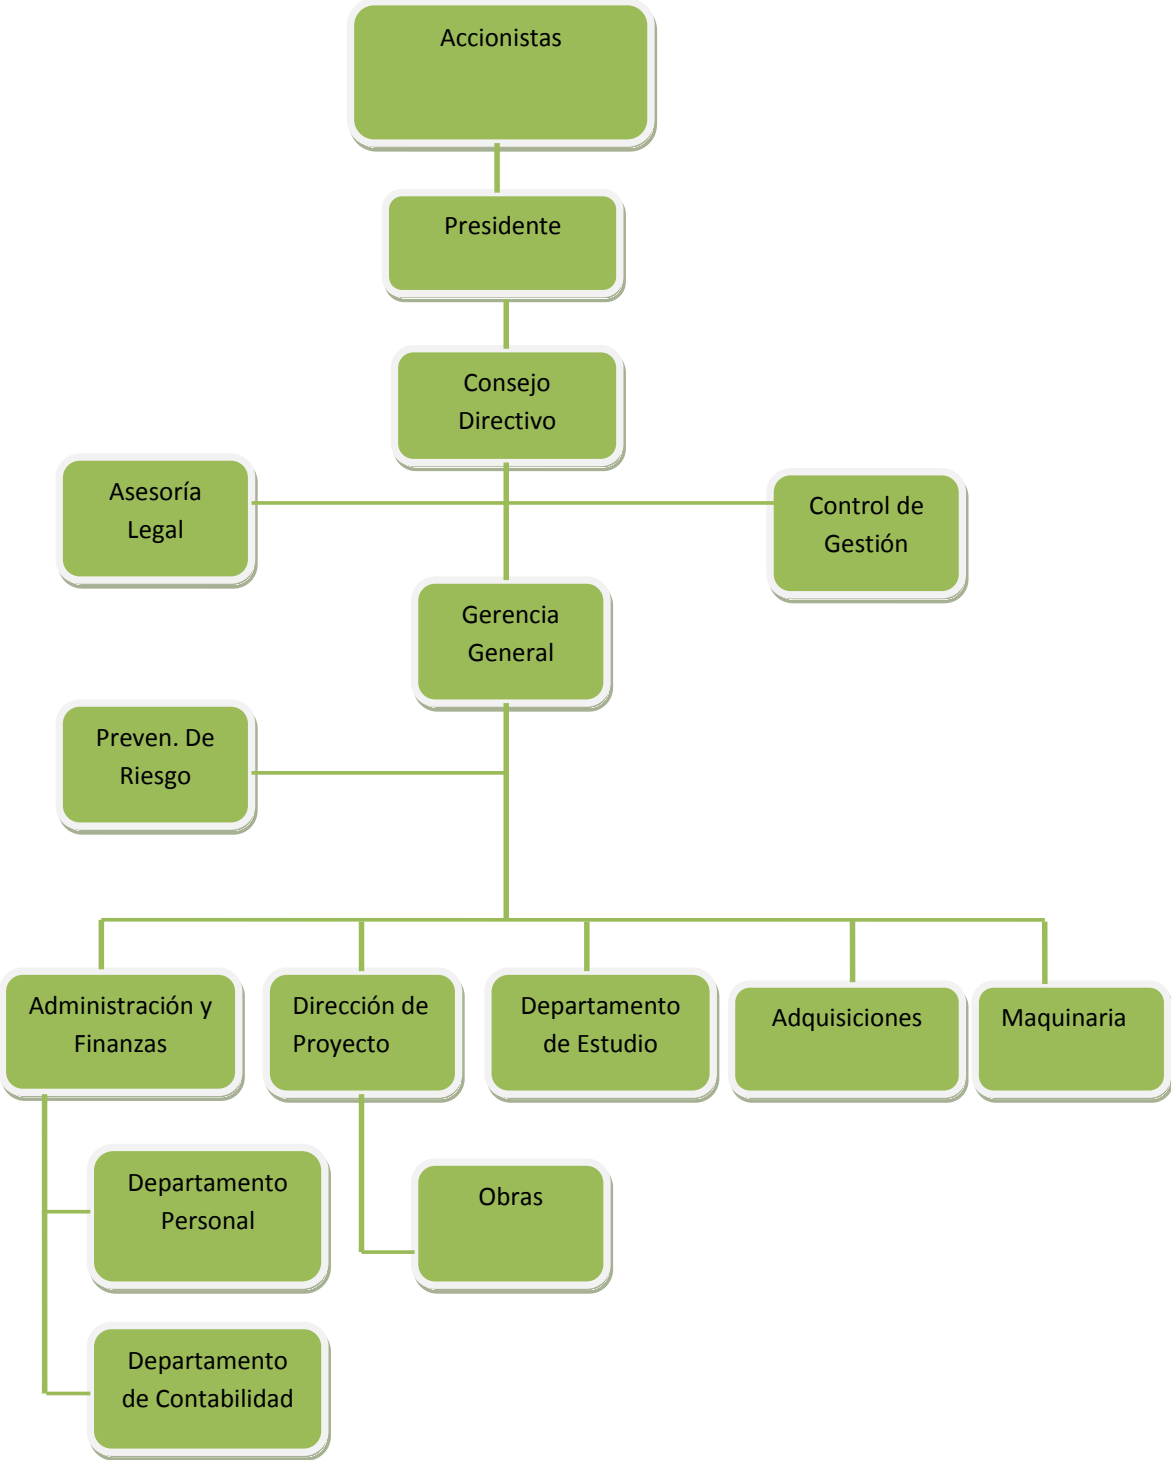 Accionistas
Presidente
Consejo
Directivo
Asesoría
Legal
Control de
Gestión
Gerencia
General
Preven. De
Riesgo
Administración y
Finanzas
Dirección de
Proyecto
Departamento
de Estudio
Adquisiciones
Maquinaria
Departamento
Personal
Obras
Departamento
de Contabilidad